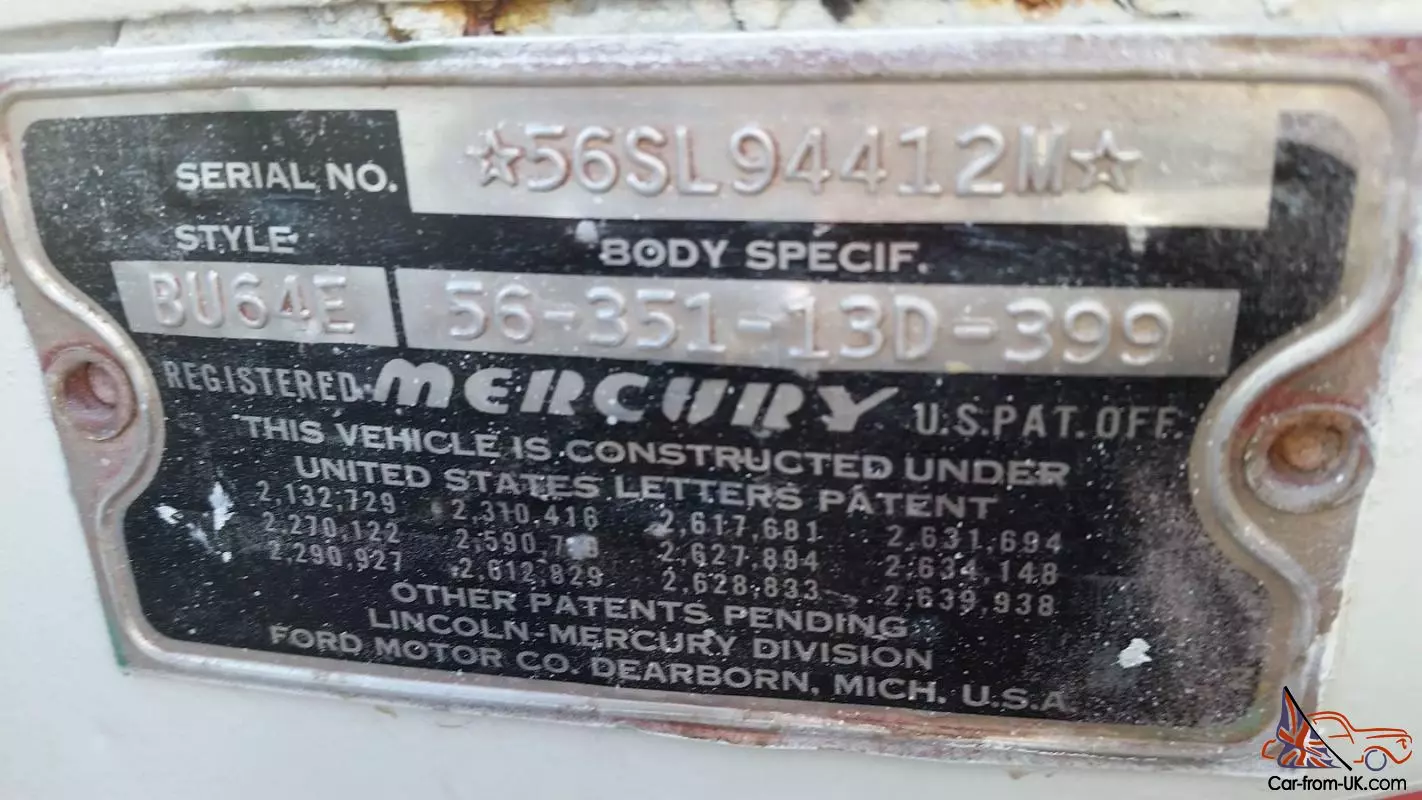 SERIAL NO. ☆56SL94412M☆
STYLE BODY SPECIF.
BU64E 56-351-13D-399
REGISTERED MERCURY U.S.PAT.OFF.
THIS VEHICLE IS CONSTRUCTED UNDER
UNITED STATES LETTERS PATENT
2,132,729 2,310,416 2,617,681 2,631,694
2,270,122 2,627,894 2,634,148
2,290,927 2,612,829 2,628,833 2,639,938
OTHER PATENTS PENDING
LINCOLN-MERCURY DIVISION
FORD MOTOR CO. DEARBORN, MICH. U.S.A
Car-from-UK.com